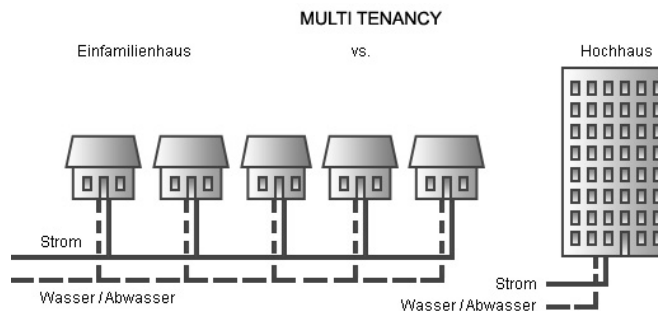 MULTI TENANCY
Einfamilienhaus vs. Hochhaus
Strom
Wasser/Abwasser
Strom
Wasser/Abwasser